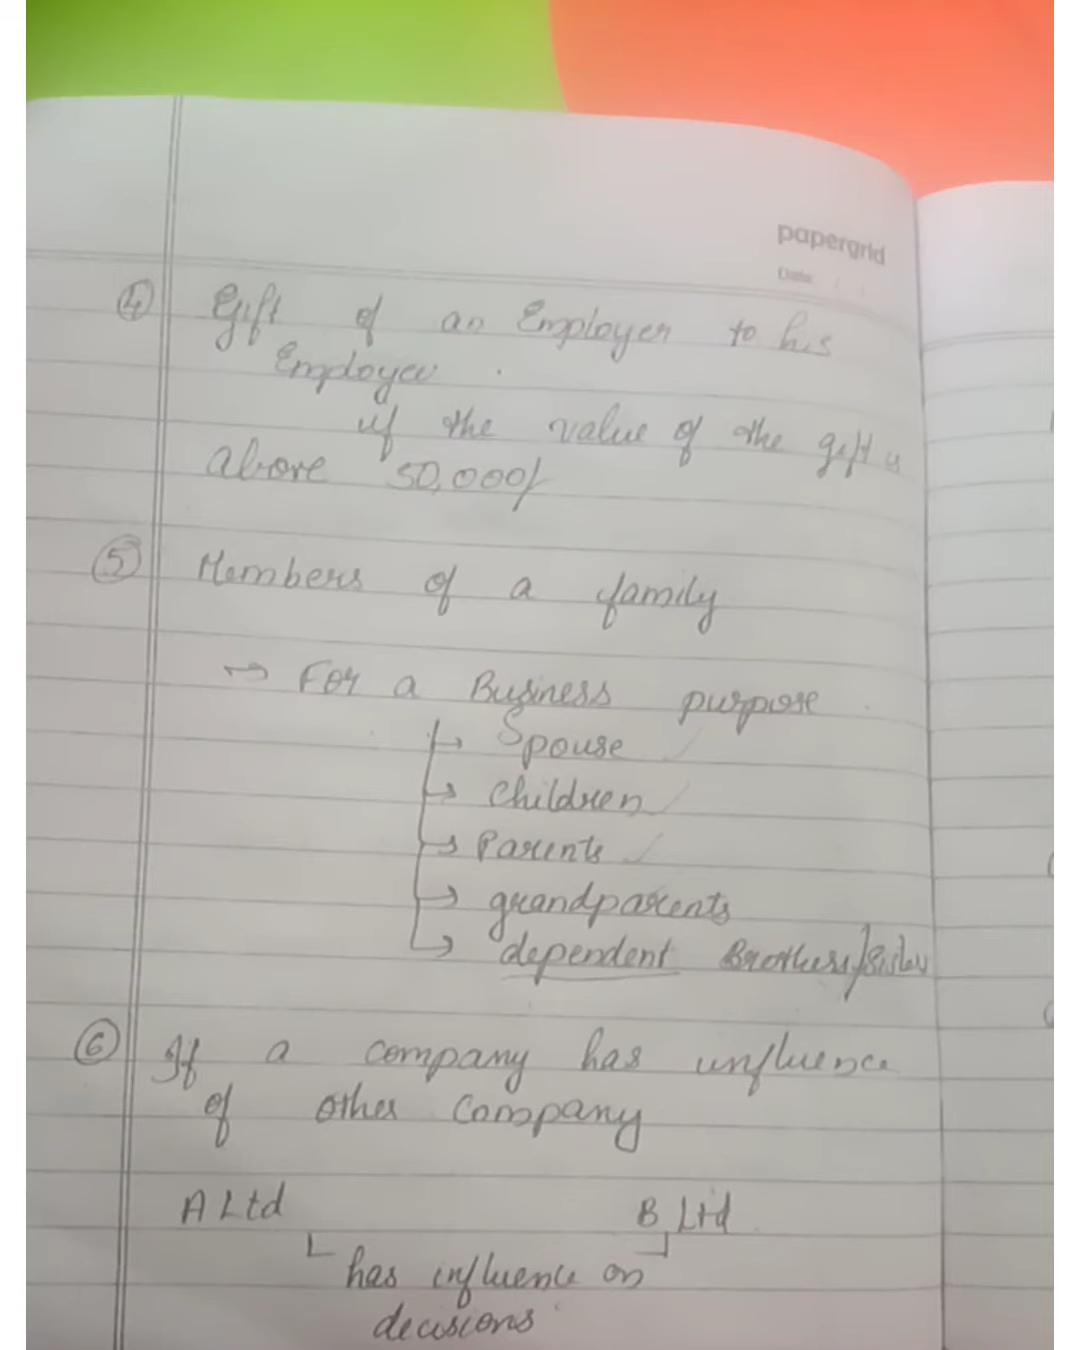 papergrid
Date
④ Gift of an Employer to his
Employee.
if the value of the gift is
above 50,000/
⑤ Members of a family
→ For a Business purpose
→ Spouse
→ Children
→ Parents
→ grandparents
→ dependent Brothers/Sister
⑥ If a company has influence
of other company
A Ltd B Ltd
has influence on
decisions